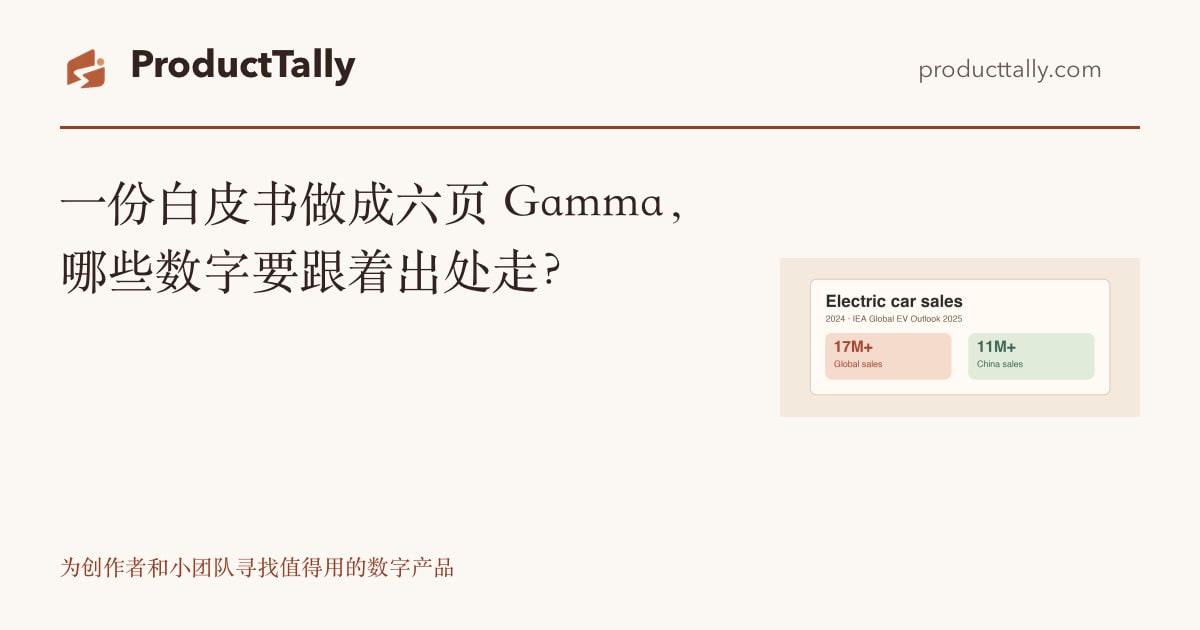 ProductTally
producttally.com
一份白皮书做成六页 Gamma,
哪些数字要跟着出处走?
Electric car sales
2024 · IEA Global EV Outlook 2025
17M+
Global sales
11M+
China sales
为创作者和小团队寻找值得用的数字产品